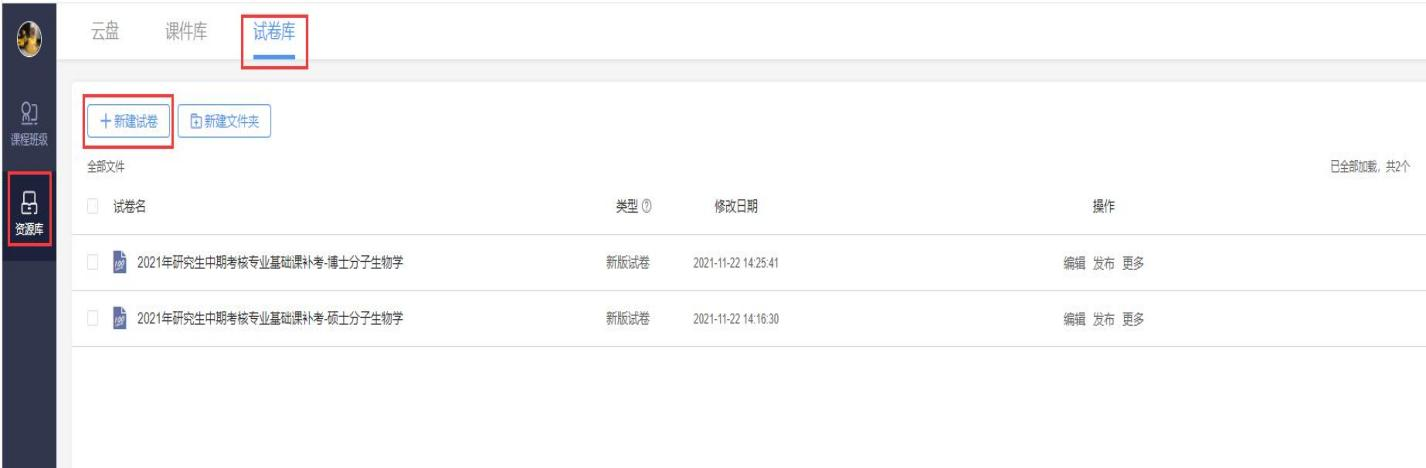 云盘 课件库 试卷库
课程班级
资源库
+新建试卷 新建文件夹
全部文件 已全部加载，共2个
试卷名 类型 修改日期 操作
2021年研究生中期考核专业基础课补考-博士分子生物学 新版试卷 2021-11-22 14:25:41 编辑 发布 更多
2021年研究生中期考核专业基础课补考-硕士分子生物学 新版试卷 2021-11-22 14:16:30 编辑 发布 更多